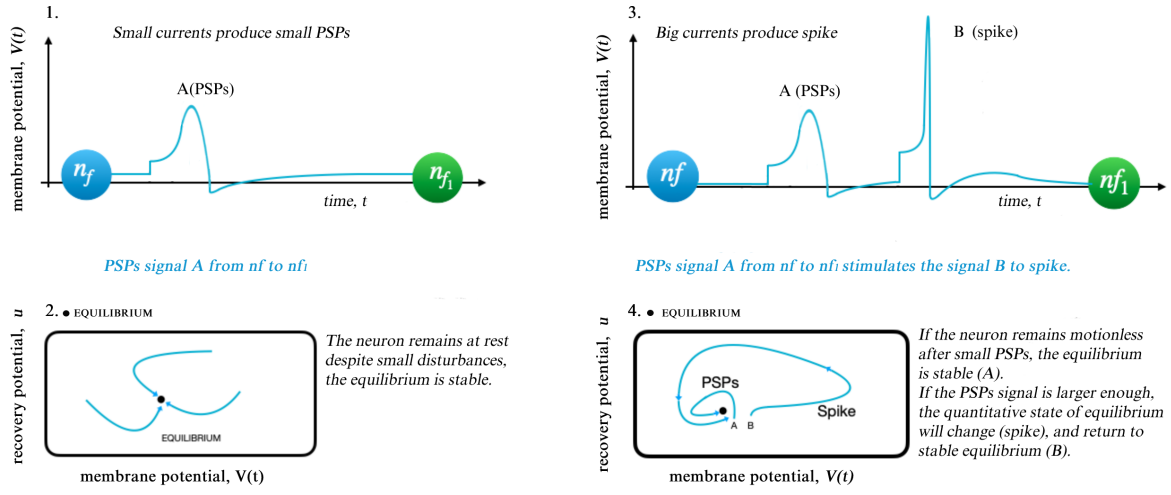 1.
Small currents produce small PSPs
membrane potential, V(t)
A(PSPs)
nf
nf1
time, t
PSPs signal A from nf to nf1
3.
Big currents produce spike
membrane potential, V(t)
B (spike)
A (PSPs)
nf
nf1
time, t
PSPs signal A from nf to nf1 stimulates the signal B to spike.
2. ● EQUILIBRIUM
recovery potential, u
EQUILIBRIUM
membrane potential, V(t)
The neuron remains at rest
despite small disturbances,
the equilibrium is stable.
4. ● EQUILIBRIUM
recovery potential, u
PSPs
Spike
A B
membrane potential, V(t)
If the neuron remains motionless
after small PSPs, the equilibrium
is stable (A).
If the PSPs signal is larger enough,
the quantitative state of equilibrium
will change (spike), and return to
stable equilibrium (B).